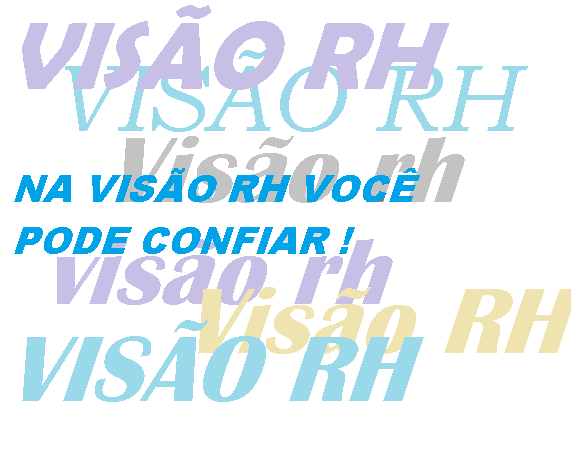 VISÃO RH
VISÃO RH
Visão rh
NA VISÃO RH VOCÊ
PODE CONFIAR !
visão rh
Visão RH
VISÃO RH